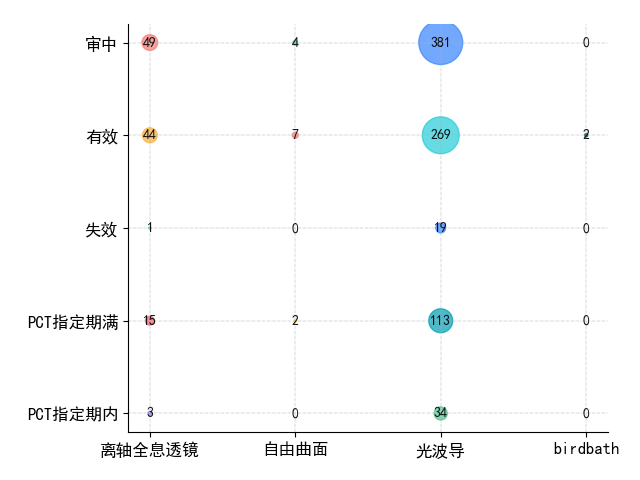 审中 49 4 381 0
有效 44 7 269 2
失效 1 0 19 0
PCT指定期满 15 2 113 0
PCT指定期内 3 0 34 0
离轴全息透镜 自由曲面 光波导 birdbath